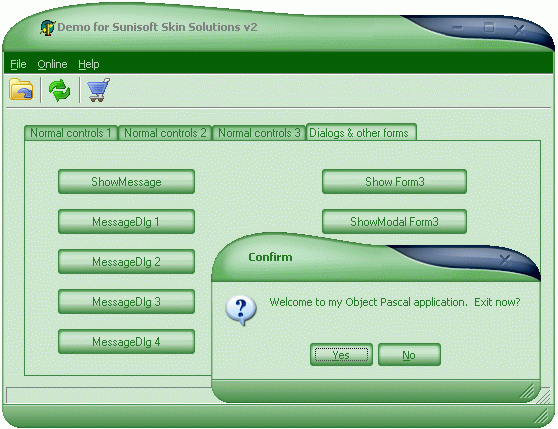 Demo for Sunisoft Skin Solutions v2
File Online Help
Normal controls 1 Normal controls 2 Normal controls 3 Dialogs & other forms
ShowMessage Show Form3
MessageDlg 1 ShowModal Form3
MessageDlg 2
MessageDlg 3
MessageDlg 4
Confirm
Welcome to my Object Pascal application. Exit now?
Yes No